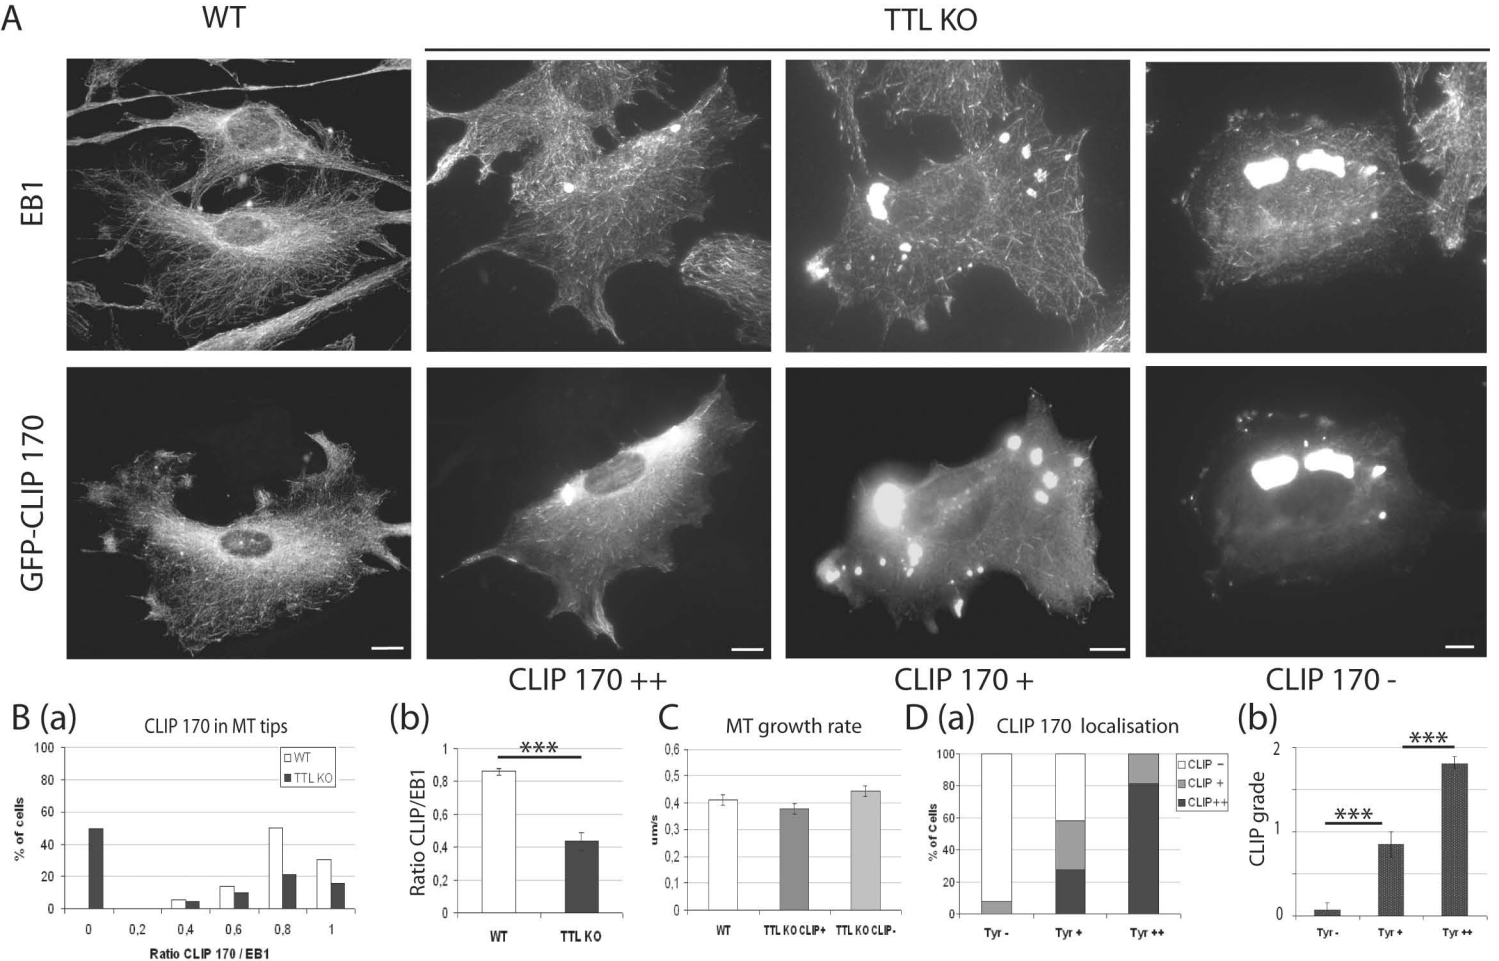 A
WT
TTL KO
EB1
GFP-CLIP 170
CLIP 170 ++
CLIP 170 +
CLIP 170 -
B (a)
CLIP 170 in MT tips
% of cells
100
80
60
40
20
0
WT
TTL KO
0
0,2
0,4
0,6
0,8
1
Ratio CLIP 170 / EB1
(b)
Ratio CLIP/EB1
1
0,8
0,6
0,4
0,2
0
***
WT
TTL KO
C
MT growth rate
um/s
0,6
0,5
0,4
0,3
0,2
0,1
0
WT
TTL KO CLIP+
TTL KO CLIP-
D (a)
CLIP 170 localisation
% of Cells
100
80
60
40
20
0
CLIP -
CLIP +
CLIP++
Tyr -
Tyr +
Tyr ++
(b)
CLIP grade
2
1
0
***
***
Tyr -
Tyr +
Tyr ++